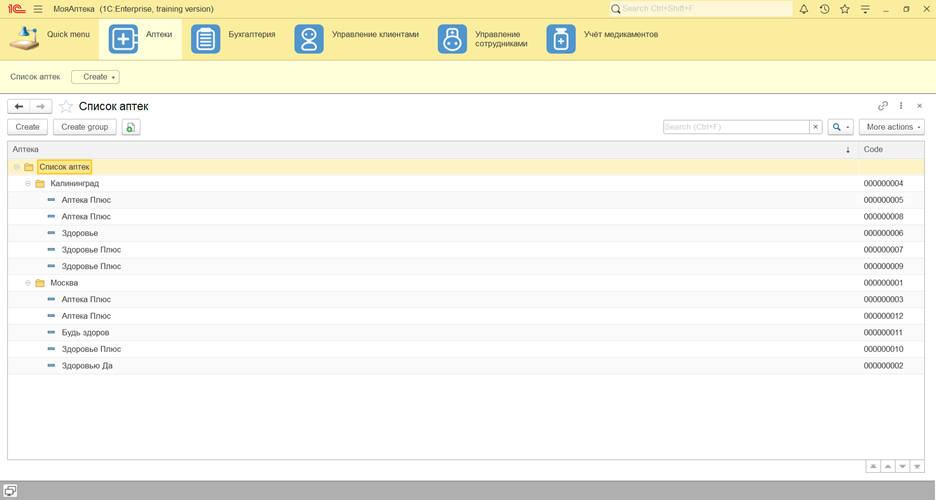 1С МояАптека (1C:Enterprise, training version) Search Ctrl+Shift+F
Quick menu Аптеки Бухгалтерия Управление клиентами Управление сотрудниками Учёт медикаментов
Список аптек Create
Список аптек
Create Create group Search (Ctrl+F) More actions
Аптека Code
Список аптек
Калининград 000000004
Аптека Плюс 000000005
Аптека Плюс 000000008
Здоровье 000000006
Здоровье Плюс 000000007
Здоровье Плюс 000000009
Москва 000000001
Аптека Плюс 000000003
Аптека Плюс 000000012
Будь здоров 000000011
Здоровье Плюс 000000010
Здоровью Да 000000002